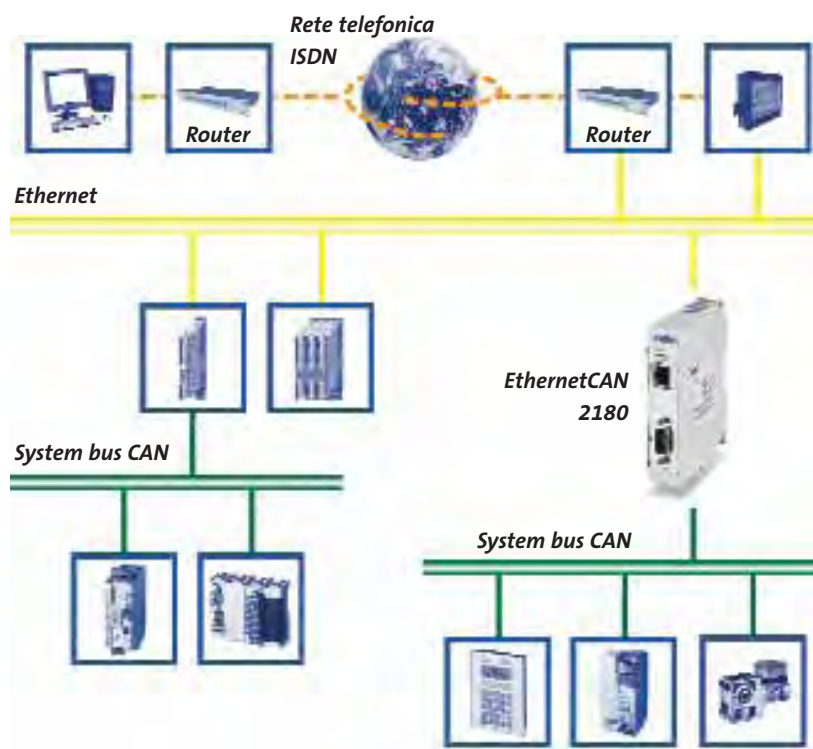 Rete telefonica
ISDN
Router
Router
Ethernet
EthernetCAN
2180
System bus CAN
System bus CAN